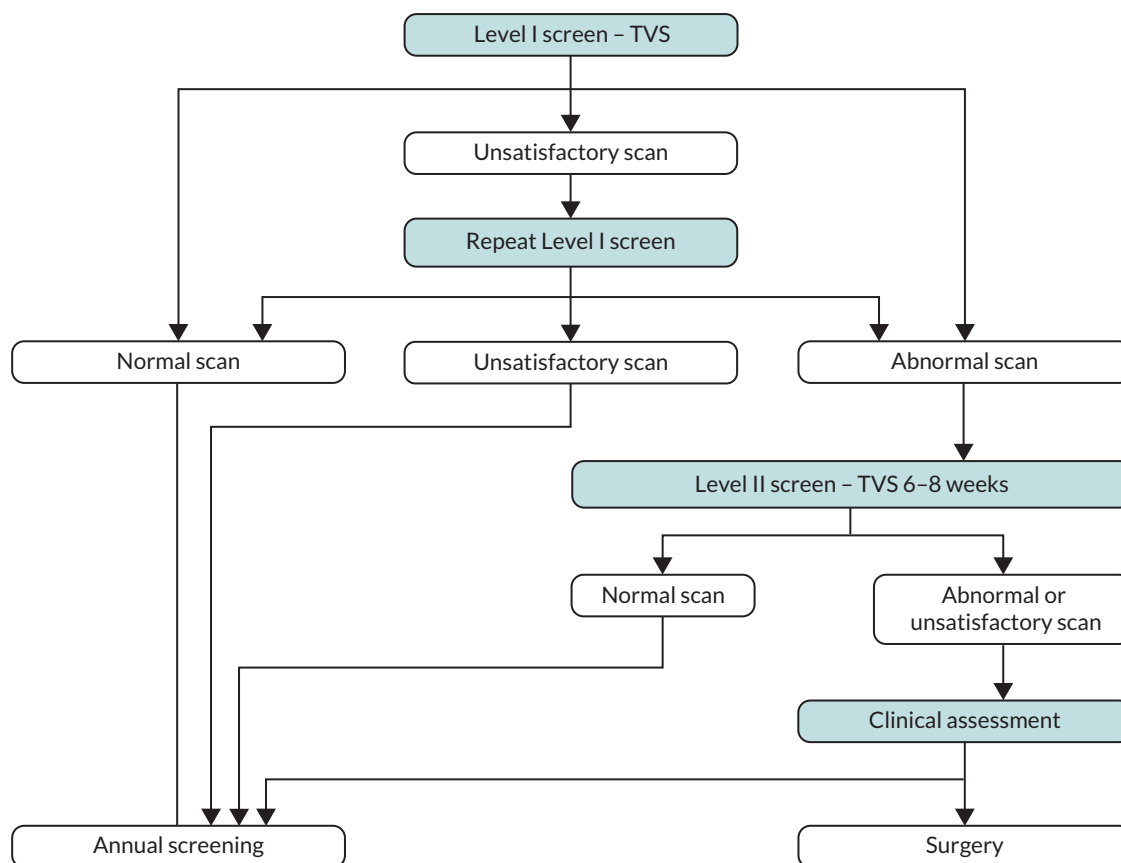 Level I screen – TVS
Unsatisfactory scan
Repeat Level I screen
Normal scan
Unsatisfactory scan
Abnormal scan
Level II screen – TVS 6–8 weeks
Normal scan
Abnormal or
unsatisfactory scan
Clinical assessment
Annual screening
Surgery